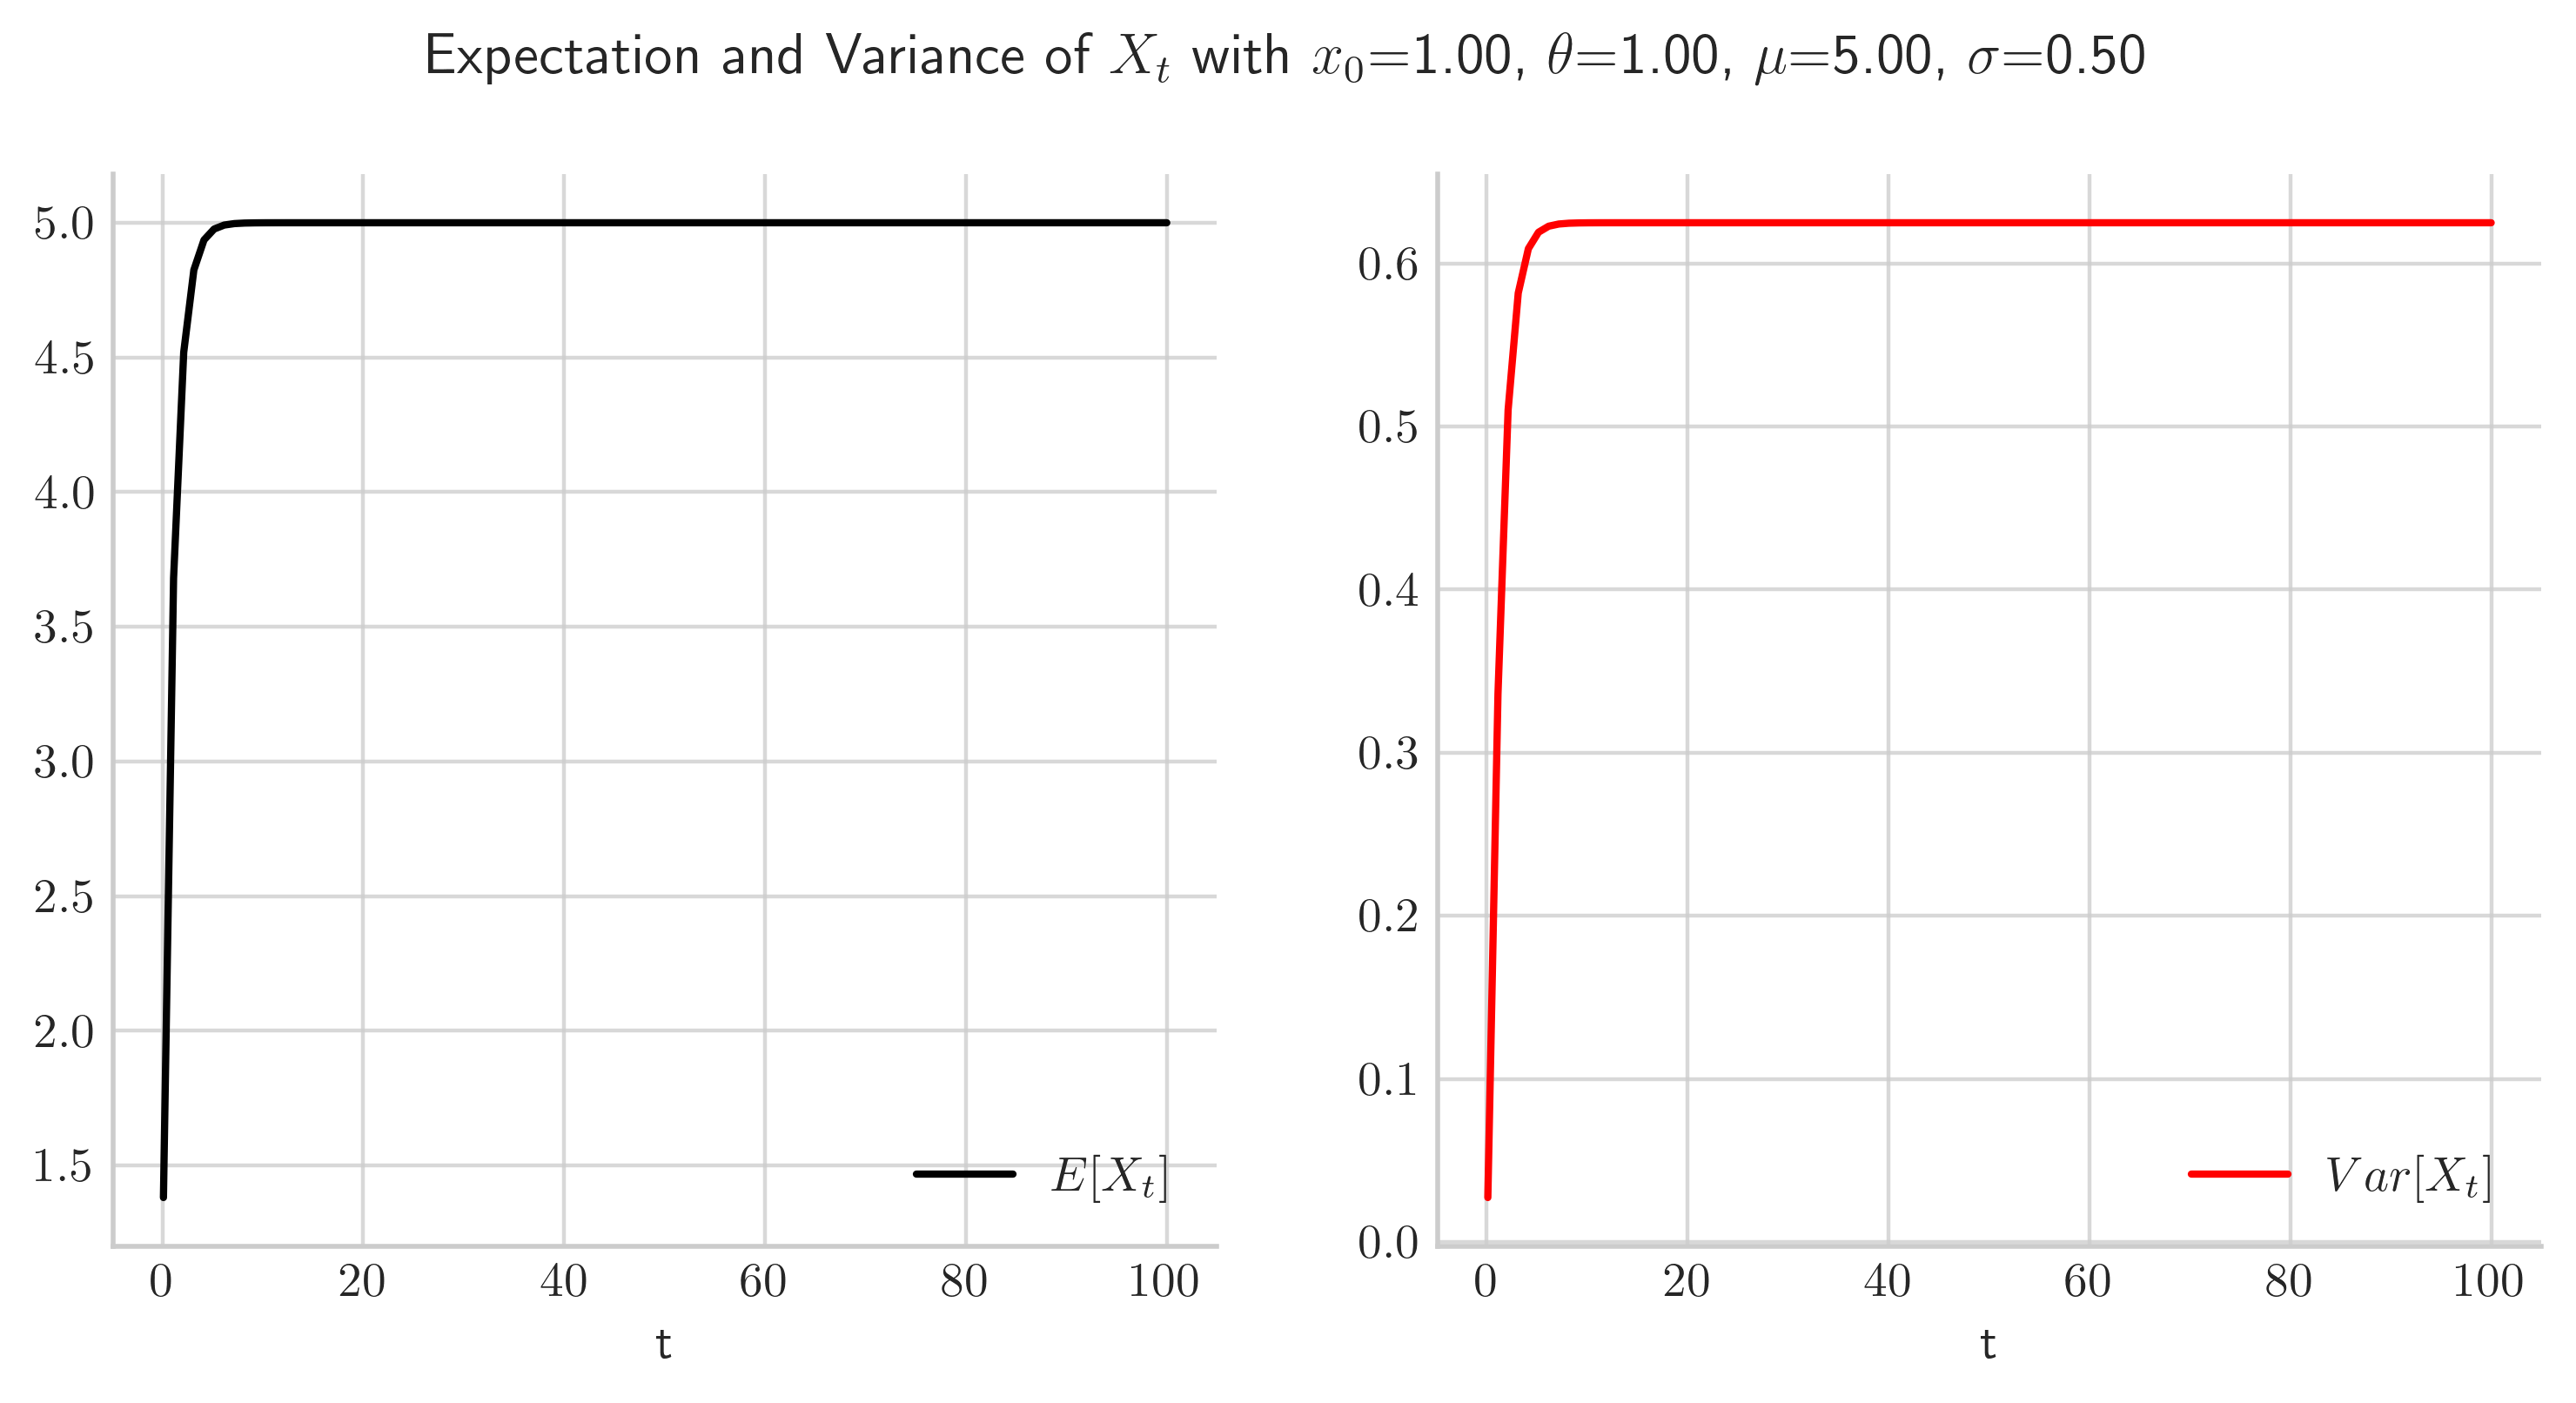 Expectation and Variance of X_t with x_0=1.00, θ=1.00, μ=5.00, σ=0.50
5.0
4.5
4.0
3.5
3.0
2.5
2.0
1.5
0 20 40 60 80 100
t
E[X_t]
0.6
0.5
0.4
0.3
0.2
0.1
0.0
0 20 40 60 80 100
t
Var[X_t]